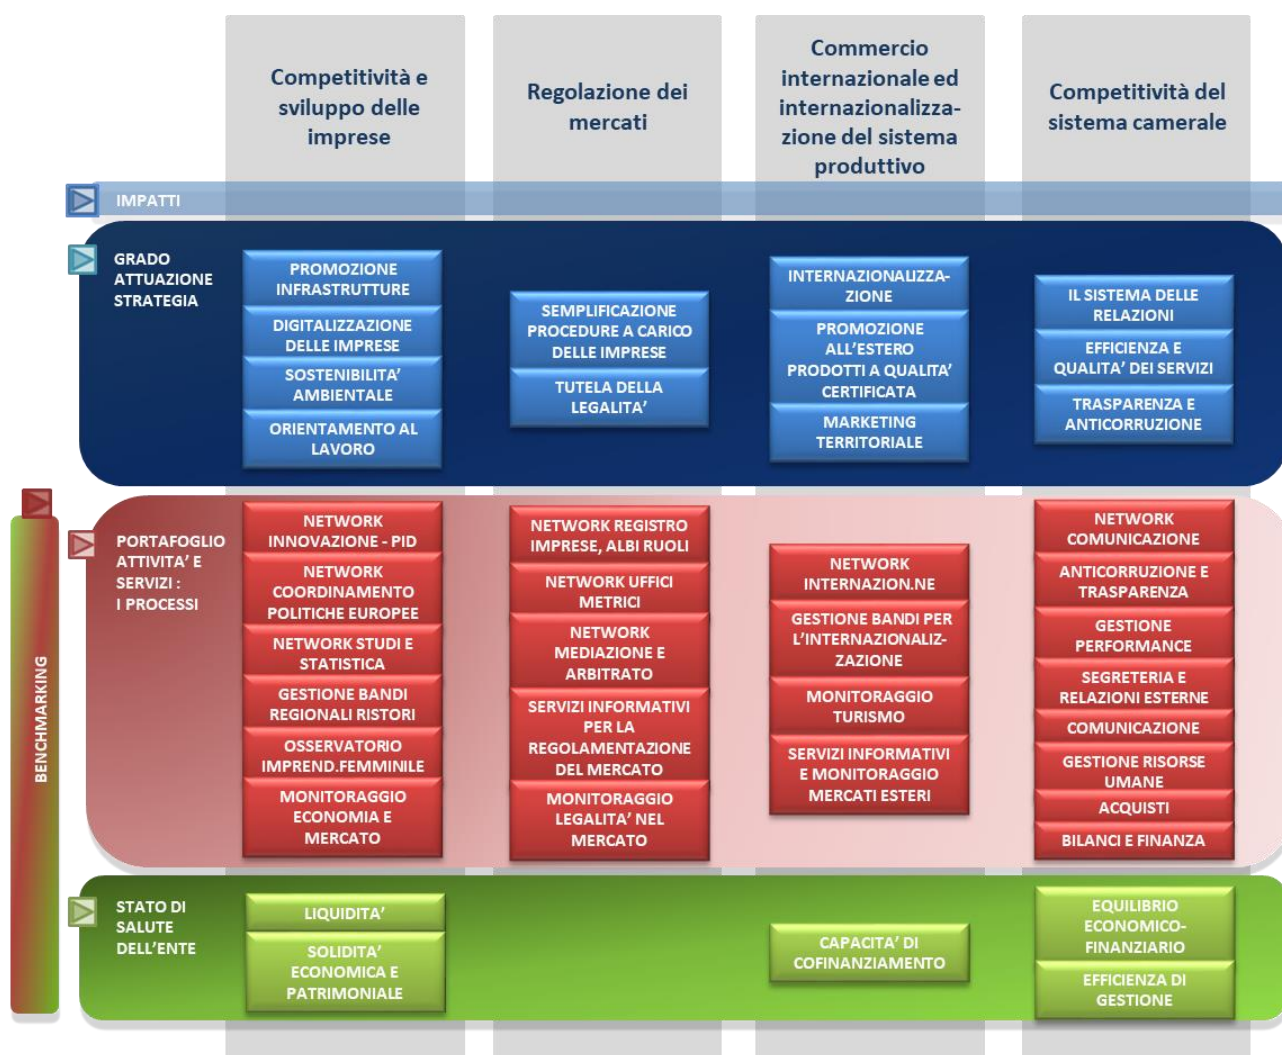 Competitività e
sviluppo delle
imprese
Regolazione dei
mercati
Commercio
internazionale ed
internazionalizza-
zione del sistema
produttivo
Competitività del
sistema camerale
IMPATTI
GRADO
ATTUAZIONE
STRATEGIA
PROMOZIONE
INFRASTRUTTURE
DIGITALIZZAZIONE
DELLE IMPRESE
SOSTENIBILITA’
AMBIENTALE
ORIENTAMENTO AL
LAVORO
SEMPLIFICAZIONE
PROCEDURE A CARICO
DELLE IMPRESE
TUTELA DELLA
LEGALITA’
INTERNAZIONALIZZA-
ZIONE
PROMOZIONE
ALL’ESTERO
PRODOTTI A QUALITA’
CERTIFICATA
MARKETING
TERRITORIALE
IL SISTEMA DELLE
RELAZIONI
EFFICIENZA E
QUALITA’ DEI SERVIZI
TRASPARENZA E
ANTICORRUZIONE
BENCHMARKING
PORTAFOGLIO
ATTIVITA’ E
SERVIZI :
I PROCESSI
NETWORK
INNOVAZIONE - PID
NETWORK
COORDINAMENTO
POLITICHE EUROPEE
NETWORK STUDI E
STATISTICA
GESTIONE BANDI
REGIONALI RISTORI
OSSERVATORIO
IMPREND.FEMMINILE
MONITORAGGIO
ECONOMIA E
MERCATO
NETWORK REGISTRO
IMPRESE, ALBI RUOLI
NETWORK UFFICI
METRICI
NETWORK
MEDIAZIONE E
ARBITRATO
SERVIZI INFORMATIVI
PER LA
REGOLAMENTAZIONE
DEL MERCATO
MONITORAGGIO
LEGALITA’ NEL
MERCATO
NETWORK
INTERNAZION.NE
GESTIONE BANDI PER
L’INTERNAZIONALIZ-
ZAZIONE
MONITORAGGIO
TURISMO
SERVIZI INFORMATIVI
E MONITORAGGIO
MERCATI ESTERI
NETWORK
COMUNICAZIONE
ANTICORRUZIONE E
TRASPARENZA
GESTIONE
PERFORMANCE
SEGRETERIA E
RELAZIONI ESTERNE
COMUNICAZIONE
GESTIONE RISORSE
UMANE
ACQUISTI
BILANCI E FINANZA
STATO DI
SALUTE
DELL’ENTE
LIQUIDITA’
SOLIDITA’
ECONOMICA E
PATRIMONIALE
CAPACITA’ DI
COFINANZIAMENTO
EQUILIBRIO
ECONOMICO-
FINANZIARIO
EFFICIENZA DI
GESTIONE